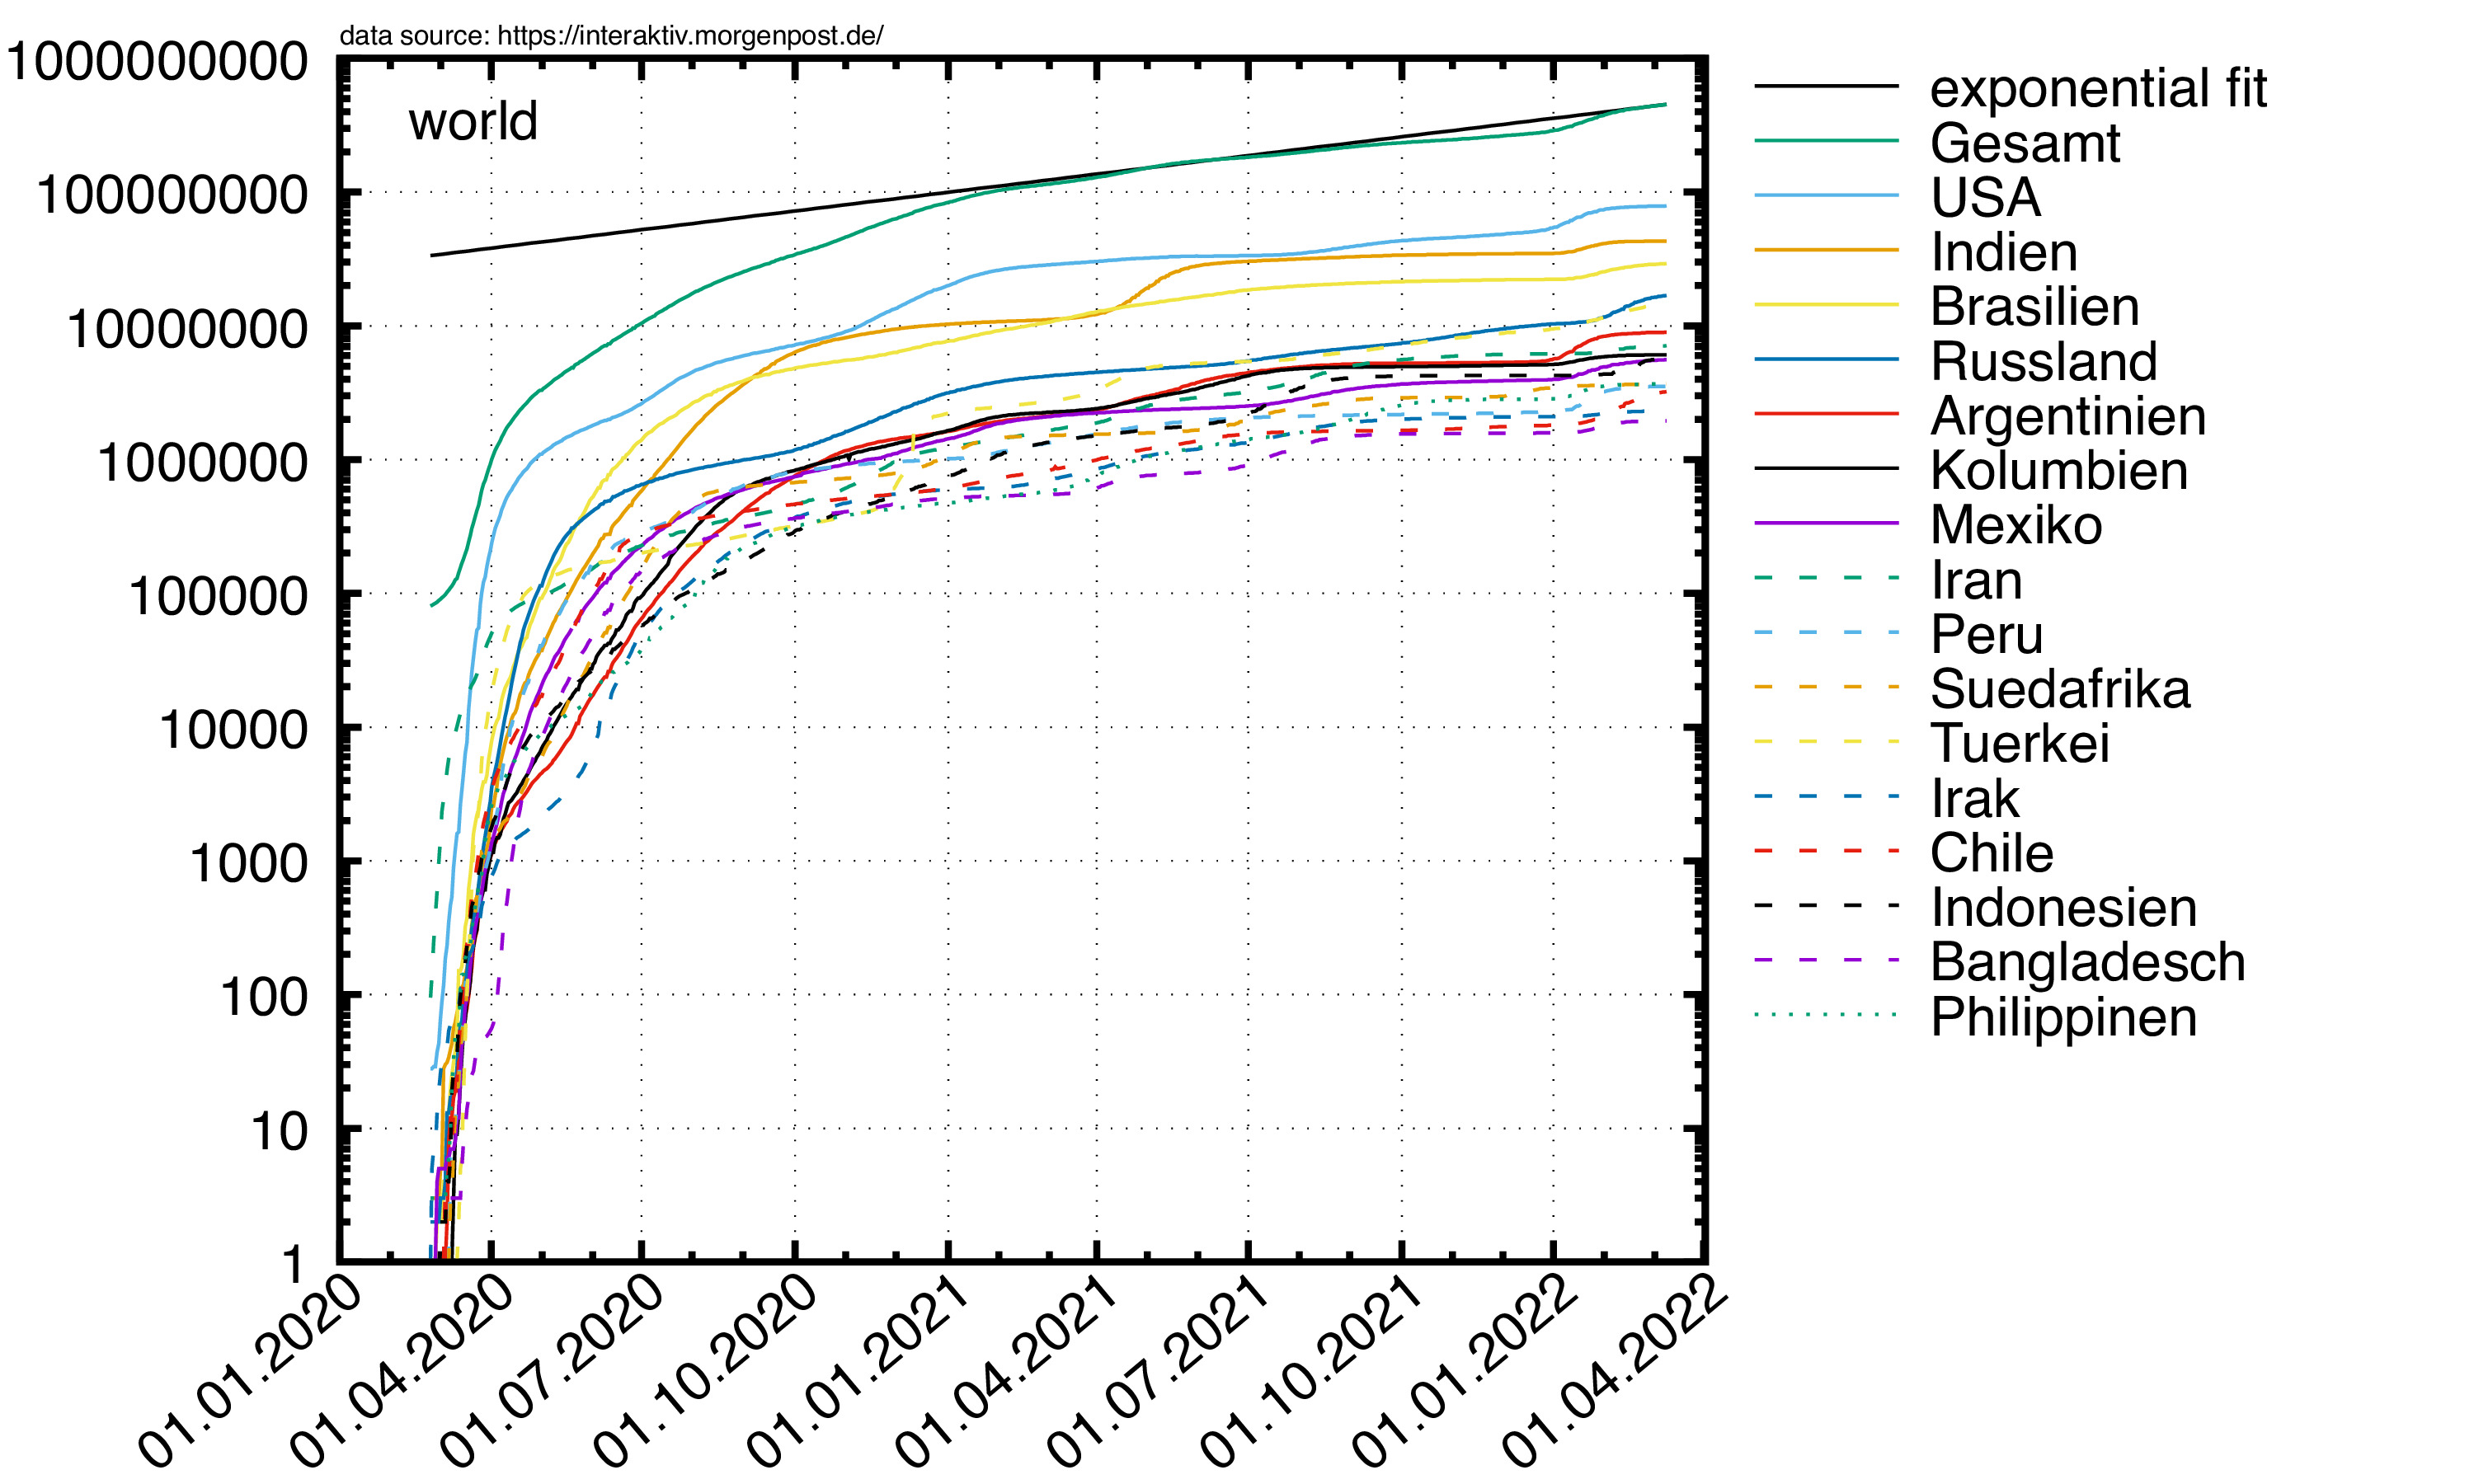 data source: https://interaktiv.morgenpost.de/
1000000000
100000000
10000000
1000000
100000
10000
1000
100
10
1
world
01.01.2020
01.04.2020
01.07.2020
01.10.2020
01.01.2021
01.04.2021
01.07.2021
01.10.2021
01.01.2022
01.04.2022
exponential fit
Gesamt
USA
Indien
Brasilien
Russland
Argentinien
Kolumbien
Mexiko
Iran
Peru
Suedafrika
Tuerkei
Irak
Chile
Indonesien
Bangladesch
Philippinen